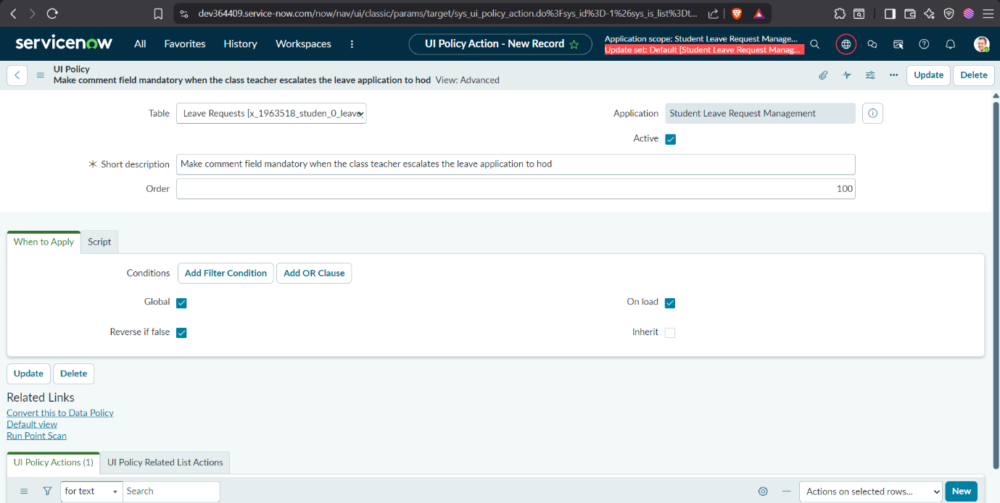 dev364409.service-now.com/now/nav/ui/classic/params/target/sys_ui_policy_action.do%3Fsys_id%3D-1%26sys_is_list%3Dt...
servicenow All Favorites History Workspaces UI Policy Action - New Record Application scope: Student Leave Request Manage...
Update set: Default [Student Leave Request Manag...
UI Policy
Make comment field mandatory when the class teacher escalates the leave application to hod View: Advanced Update Delete
Table Leave Requests [x_1963518_studen_0_leave Application Student Leave Request Management
Active
Short description Make comment field mandatory when the class teacher escalates the leave application to hod
Order 100
When to Apply Script
Conditions Add Filter Condition Add OR Clause
Global On load
Reverse if false Inherit
Update Delete
Related Links
Convert this to Data Policy
Default view
Run Point Scan
UI Policy Actions (1) UI Policy Related List Actions
for text Search Actions on selected rows... New